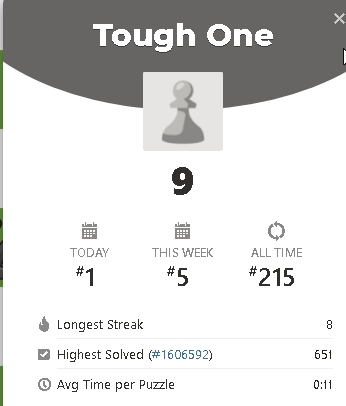 Tough One
9
TODAY THIS WEEK ALL TIME
#1 #5 #215
Longest Streak 8
Highest Solved (#1606592) 651
Avg Time per Puzzle 0:11